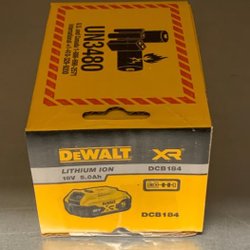 UN3480
DEWALT XR
LITHIUM ION DCB184
18V 5.0Ah
DCB184